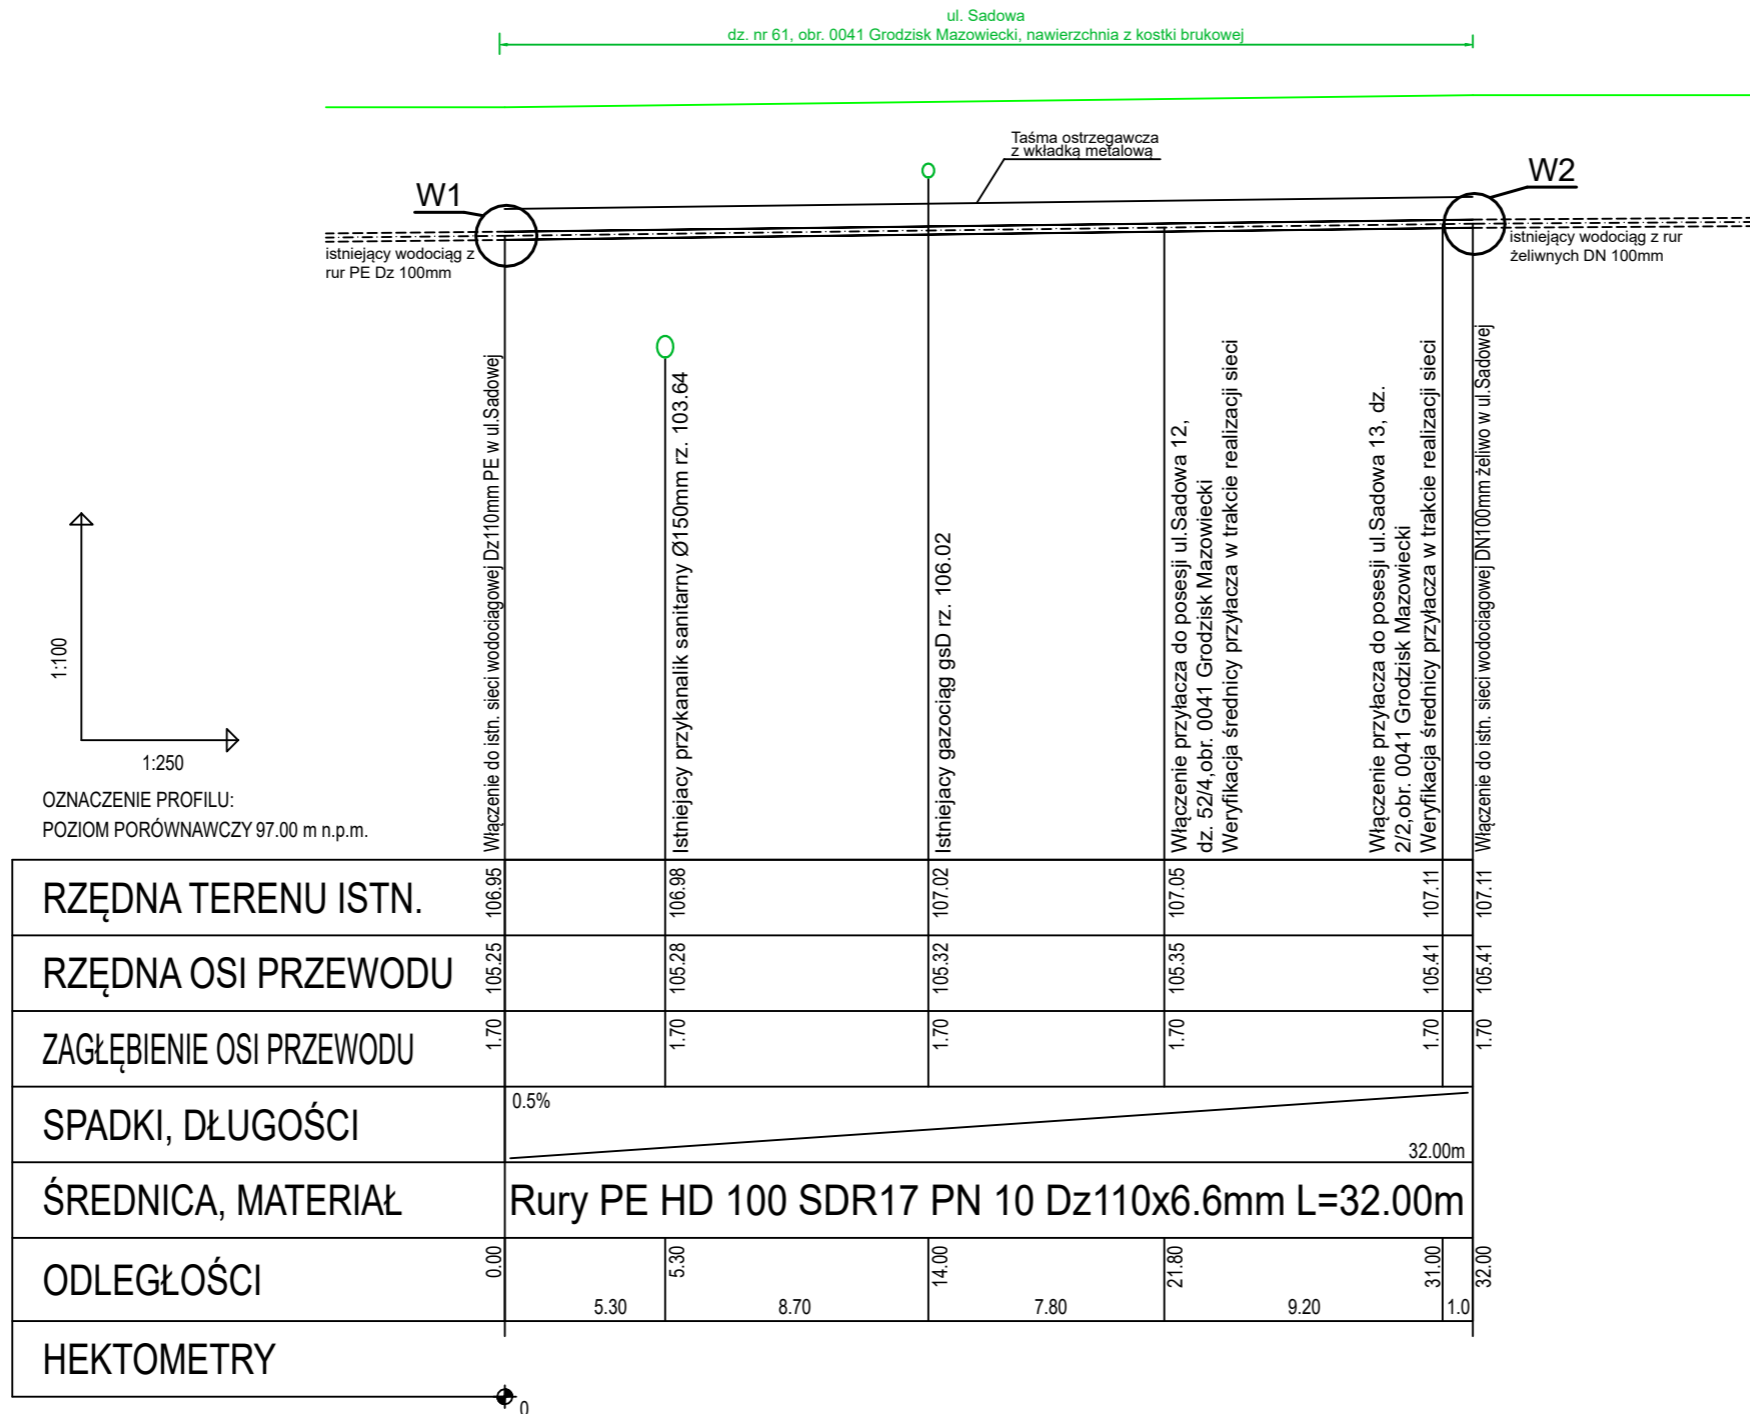 ul. Sadowa
dz. nr 61, obr. 0041 Grodzisk Mazowiecki, nawierzchnia z kostki brukowej
Taśma ostrzegawcza
z wkładką metalową
W1
W2
istniejący wodociąg z
rur PE Dz 100mm
istniejący wodociąg z rur
żeliwnych DN 100mm
Włączenie do istn. sieci wodociagowej Dz110mm PE w ul.Sadowej
Istniejacy przykanalik sanitarny Ø150mm rz. 103.64
Istniejacy gazociąg gsD rz. 106.02
Włączenie przyłacza do posesji ul.Sadowa 12,
dz. 52/4,obr. 0041 Grodzisk Mazowiecki
Weryfikacja średnicy przyłacza w trakcie realizacji sieci
Włączenie przyłacza do posesji ul.Sadowa 13, dz.
2/2,obr. 0041 Grodzisk Mazowiecki
Weryfikacja średnicy przyłacza w trakcie realizacji sieci
Włączenie do istn. sieci wodociagowej DN100mm żeliwo w ul.Sadowej
1:100
1:250
OZNACZENIE PROFILU:
POZIOM PORÓWNAWCZY 97.00 m n.p.m.
RZĘDNA TERENU ISTN. 106.95 106.98 107.02 107.05 107.11 107.11
RZĘDNA OSI PRZEWODU 105.25 105.28 105.32 105.35 105.41 105.41
ZAGŁĘBIENIE OSI PRZEWODU 1.70 1.70 1.70 1.70 1.70 1.70
SPADKI, DŁUGOŚCI 0.5% 32.00m
ŚREDNICA, MATERIAŁ Rury PE HD 100 SDR17 PN 10 Dz110x6.6mm L=32.00m
ODLEGŁOŚCI 0.00 5.30 14.00 21.80 31.00 32.00
5.30 8.70 7.80 9.20 1.0
HEKTOMETRY
0